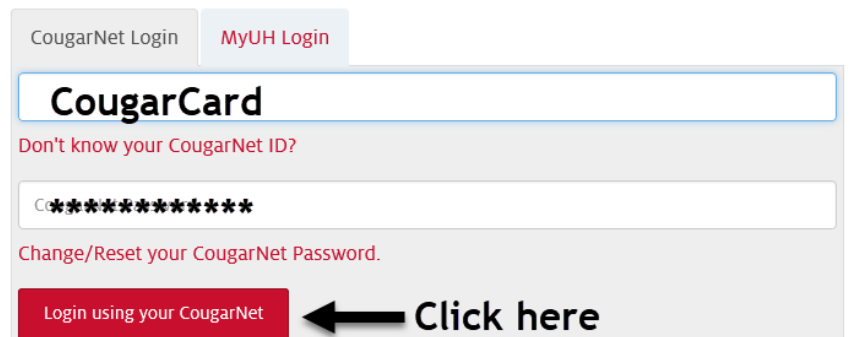 CougarNet Login MyUH Login
CougarCard
Don't know your CougarNet ID?
************
Change/Reset your CougarNet Password.
Login using your CougarNet Click here